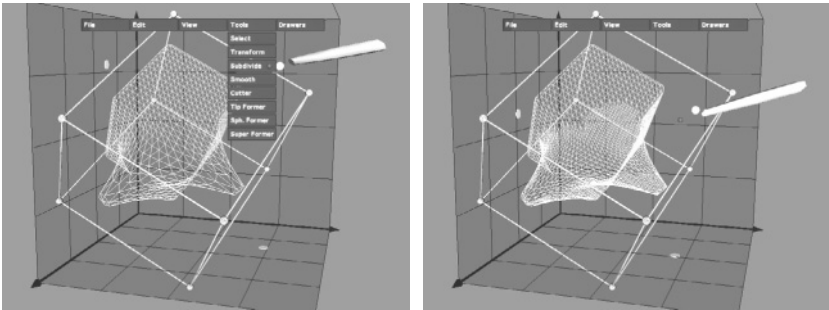 File Edit View Tools Drawers
Select
Transform
Subdivide
Smooth
Cutter
Tip Former
Sph. Former
Super Former
File Edit View Tools Drawers